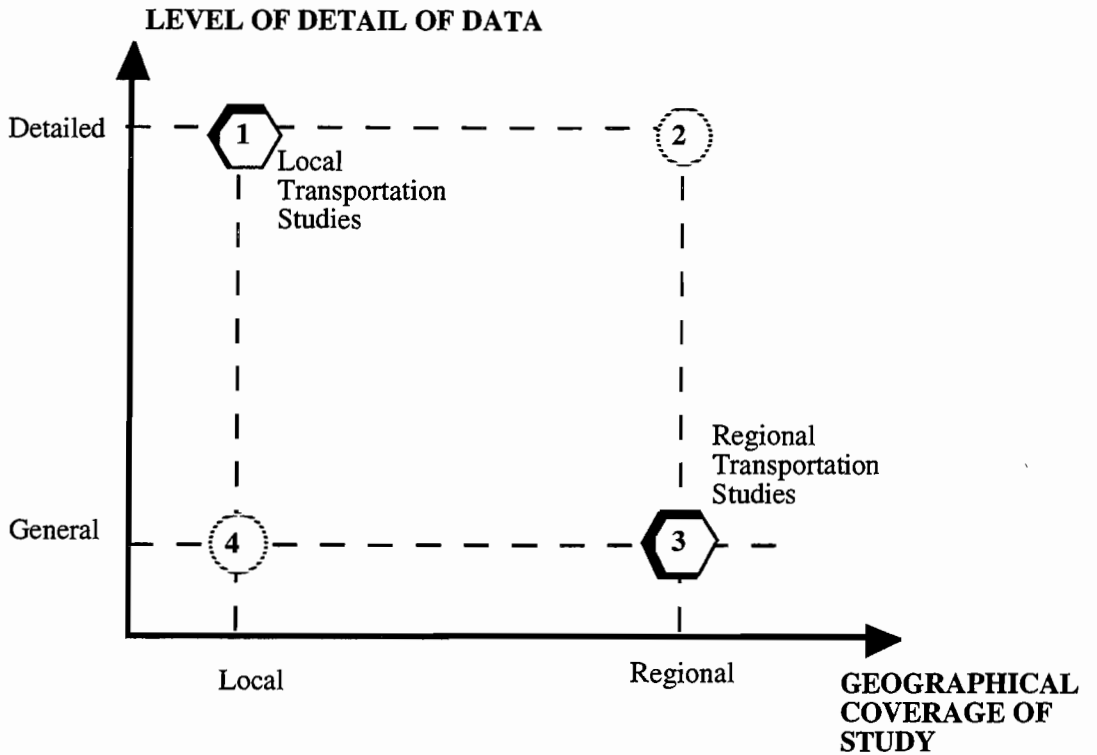 LEVEL OF DETAIL OF DATA
Detailed
1
2
Local
Transportation
Studies
Regional
Transportation
Studies
General
4
3
Local
Regional
GEOGRAPHICAL
COVERAGE OF
STUDY